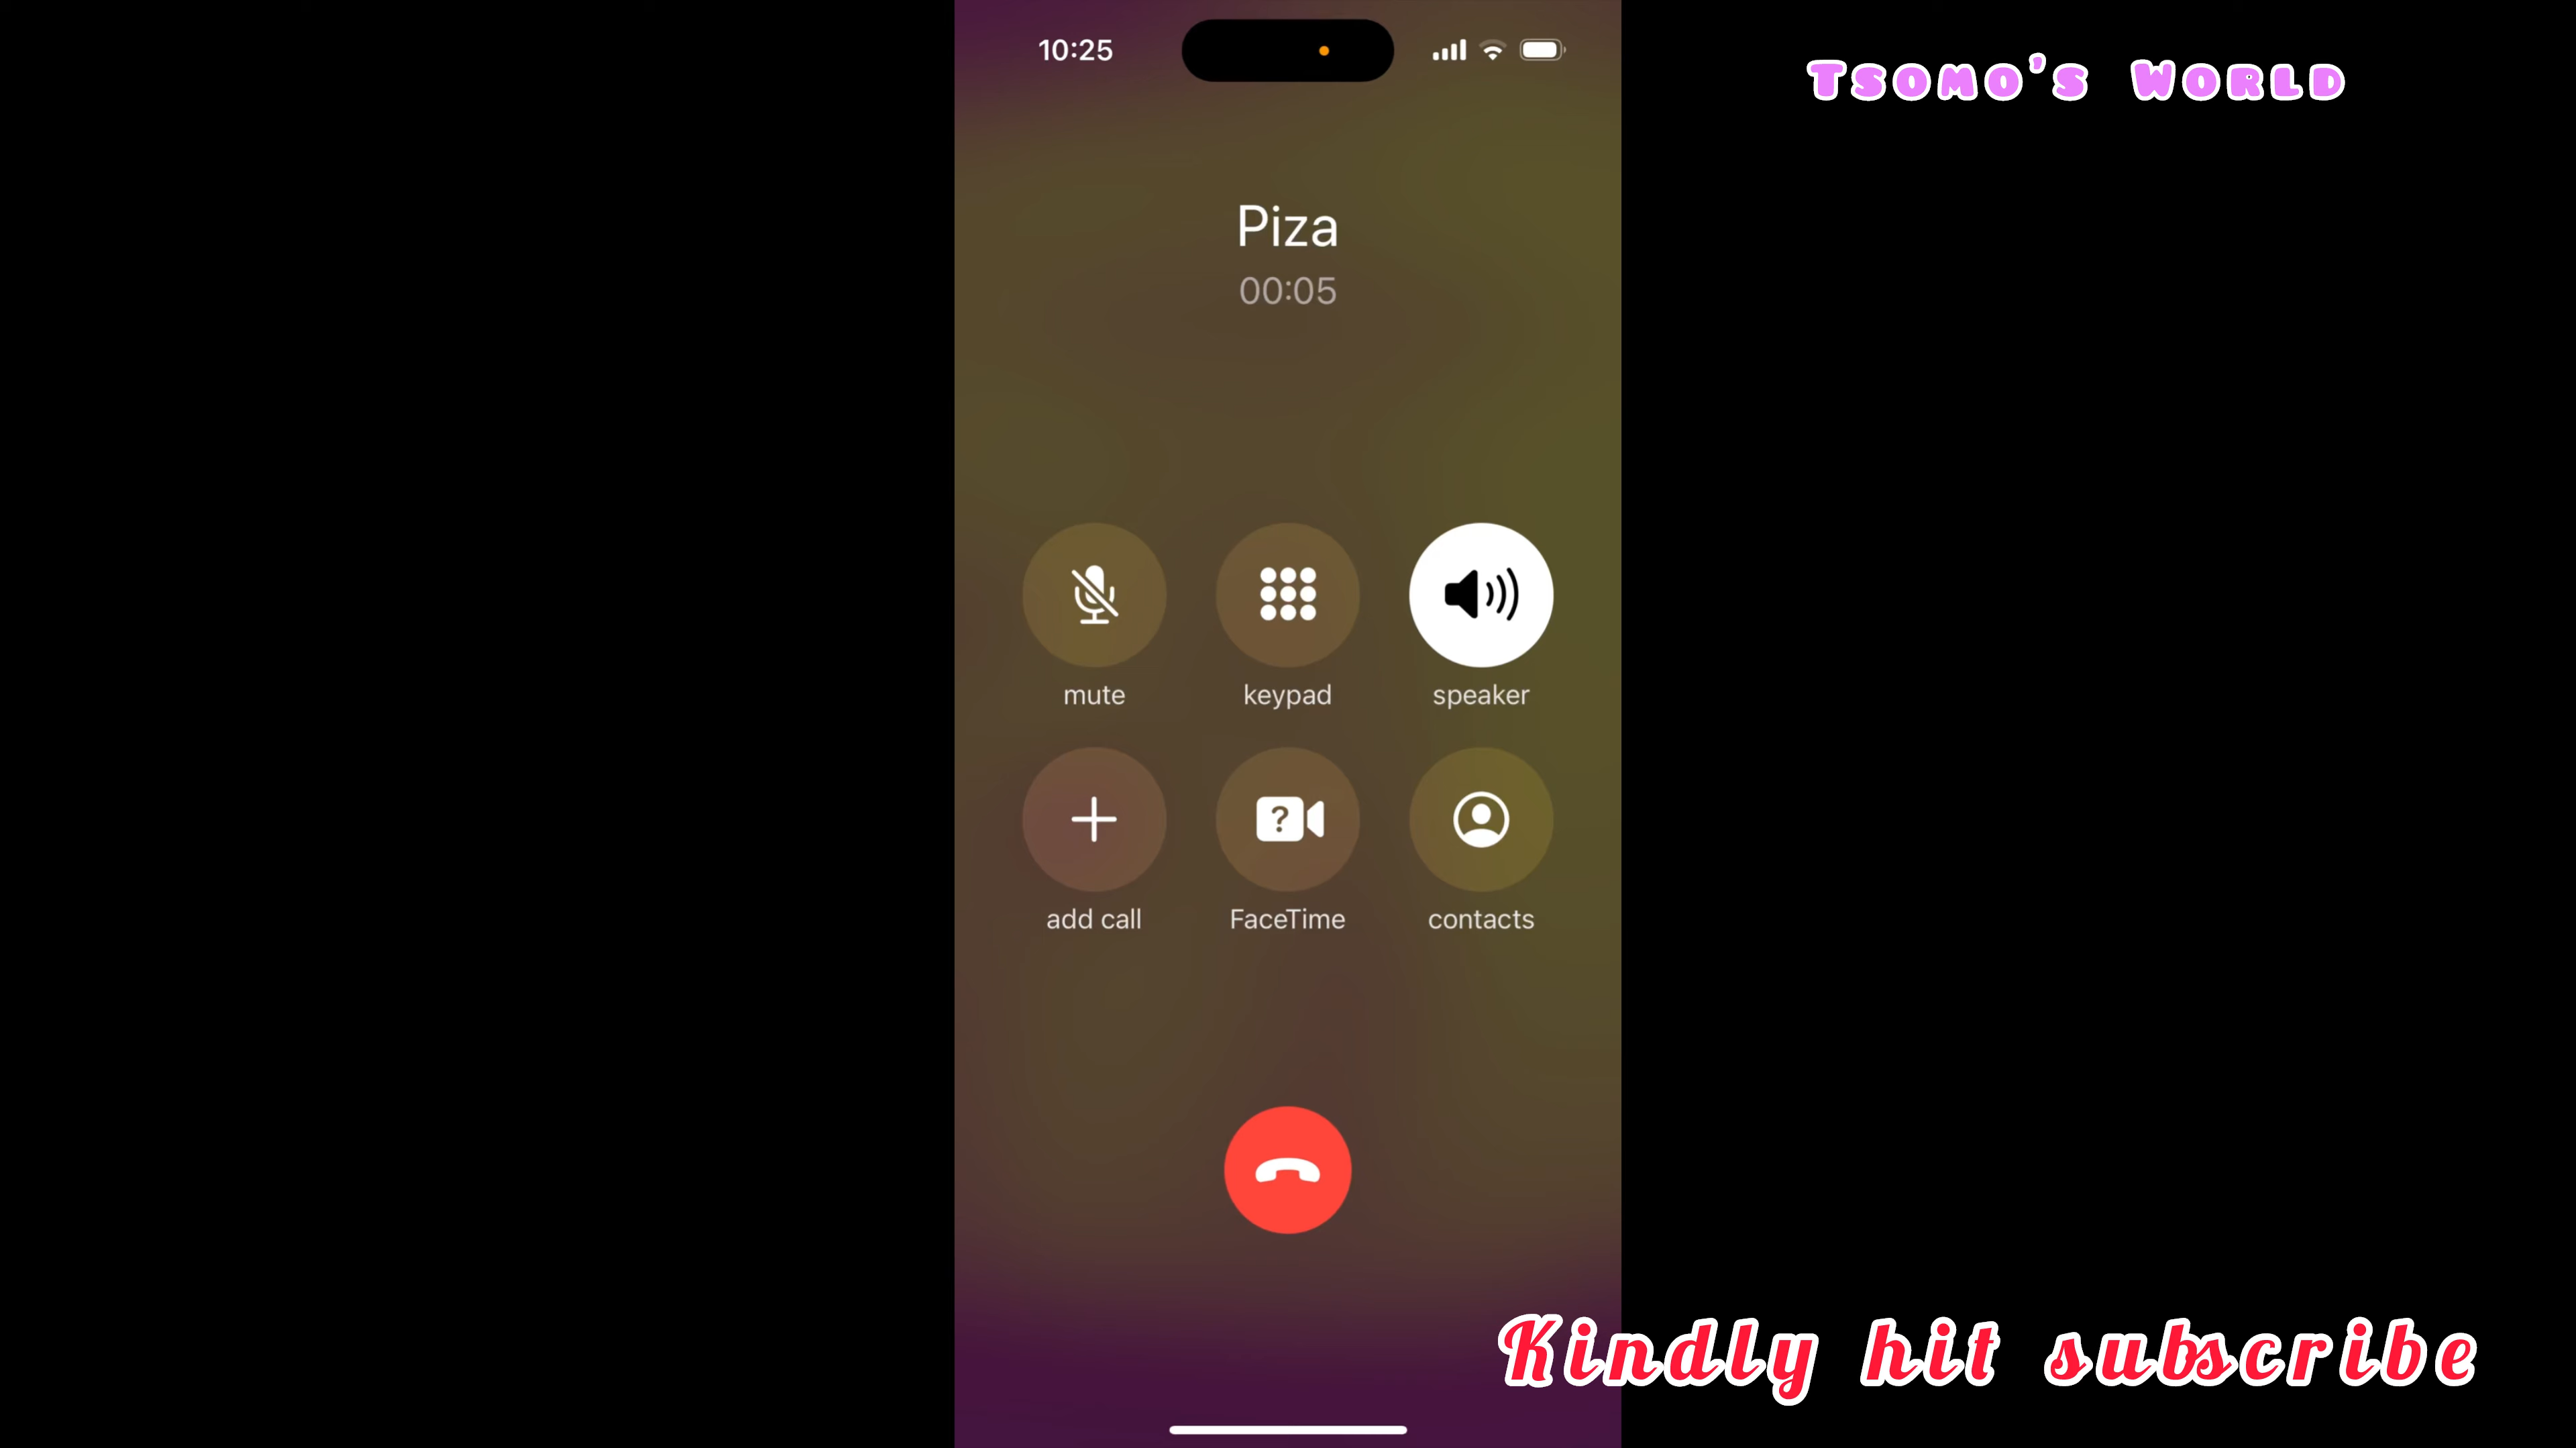 10:25
Tsomo's World
Piza
00:05
mute keypad speaker
?
add call FaceTime contacts
Kindly hit subscribe